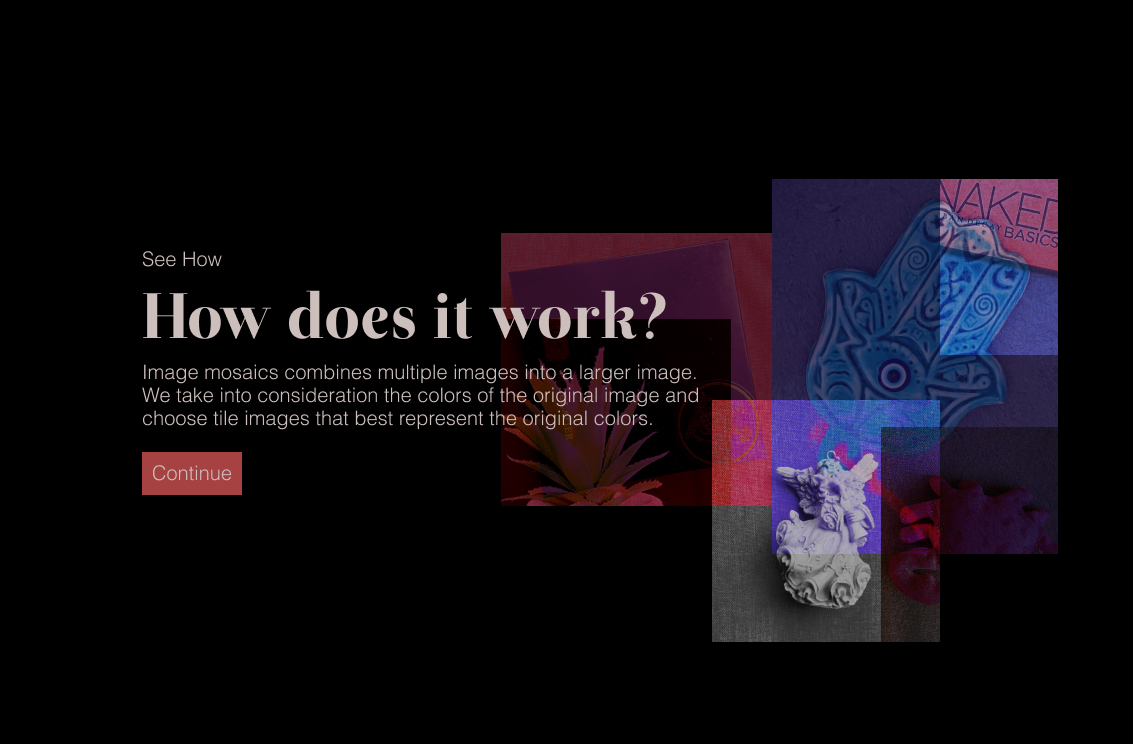 See How
How does it work?
Image mosaics combines multiple images into a larger image.
We take into consideration the colors of the original image and
choose tile images that best represent the original colors.
Continue
NAKED
BASICS